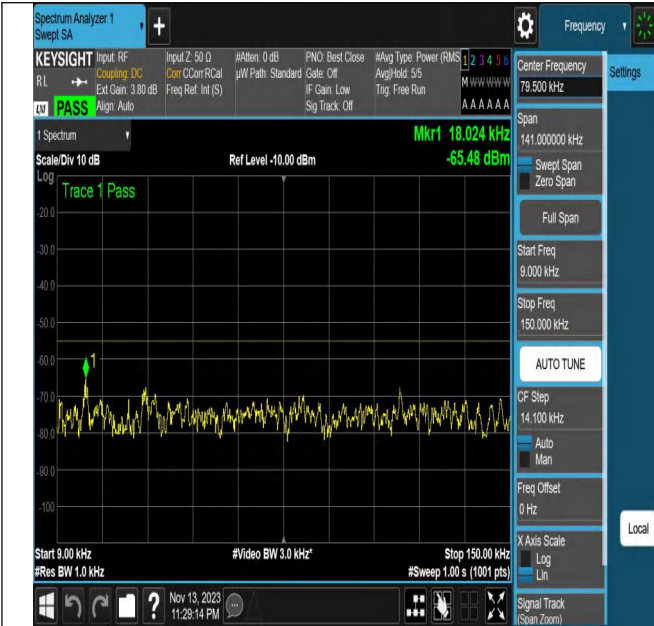 Spectrum Analyzer 1
Swept SA
+
Frequency
KEYSIGHT
RL
LXI PASS
Input: RF
Coupling: DC
Ext Gain: 3.80 dB
Align: Auto
Input Z: 50 Ω
Corr CCorr RCal
Freq Ref: Int (S)
#Atten: 0 dB
µW Path: Standard
PNO: Best Close
Gate: Off
IF Gain: Low
Sig Track: Off
#Avg Type: Power (RMS
Avg|Hold: 5/5
Trig: Free Run
1 2 3 4 5 6
M W W W W W
A A A A A A
1 Spectrum
Mkr1 18.024 kHz
Scale/Div 10 dB
Ref Level -10.00 dBm
-65.48 dBm
Log
Trace 1 Pass
-20.0
-30.0
-40.0
-50.0
-60.0
1
-70.0
-80.0
-90.0
-100
Start 9.00 kHz
#Video BW 3.0 kHz*
Stop 150.00 kHz
#Res BW 1.0 kHz
#Sweep 1.00 s (1001 pts)
?
Nov 13, 2023
11:29:14 PM
Center Frequency
79.500 kHz
Settings
Span
141.000000 kHz
Swept Span
Zero Span
Full Span
Start Freq
9.000 kHz
Stop Freq
150.000 kHz
AUTO TUNE
CF Step
14.100 kHz
Auto
Man
Freq Offset
0 Hz
Local
X Axis Scale
Log
Lin
Signal Track
(Span Zoom)